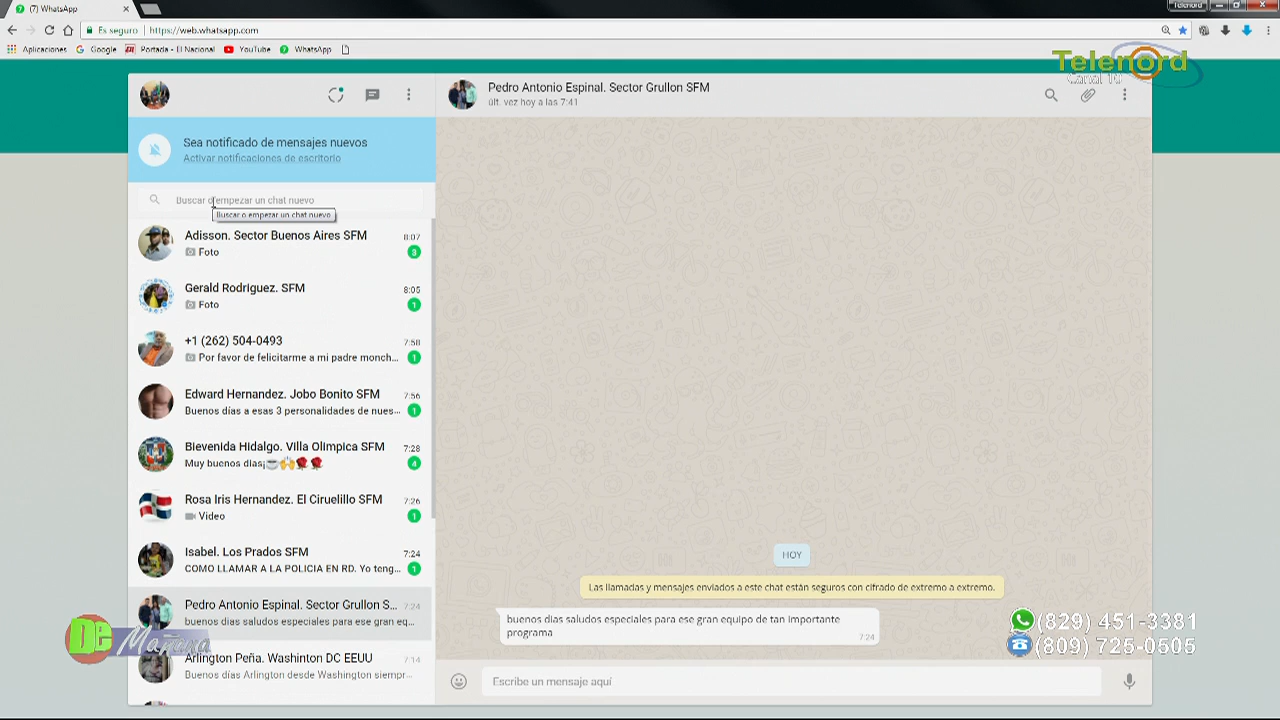 (7) WhatsApp
Telenord
Es seguro
https://web.whatsapp.com
Aplicaciones
Google
Portada - El Nacional
YouTube
WhatsApp
Telenord
Canal 10
Pedro Antonio Espinal. Sector Grullon SFM
últ. vez hoy a las 7:41
Sea notificado de mensajes nuevos
Activar notificaciones de escritorio
Buscar o empezar un chat nuevo
Buscar o empezar un chat nuevo
Adisson. Sector Buenos Aires SFM
8:07
Foto
3
Gerald Rodriguez. SFM
8:05
Foto
1
+1 (262) 504-0493
7:58
Por favor de felicitarme a mi padre monch...
1
Edward Hernandez. Jobo Bonito SFM
7:56
Buenos días a esas 3 personalidades de nues...
1
Bievenida Hidalgo. Villa Olimpica SFM
7:28
Muy buenos dias¡☕🙌🌹🌹
4
Rosa Iris Hernandez. El Ciruelillo SFM
7:26
Video
1
Isabel. Los Prados SFM
7:24
COMO LLAMAR A LA POLICIA EN RD. Yo teng...
1
Pedro Antonio Espinal. Sector Grullon S...
7:24
buenos dias saludos especiales para ese gran eq...
Arlington Peña. Washinton DC EEUU
7:14
Buenos días Arlington desde Washington siempr...
HOY
Las llamadas y mensajes enviados a este chat están seguros con cifrado de extremo a extremo.
buenos dias saludos especiales para ese gran equipo de tan importante
programa
7:24
Escribe un mensaje aquí
De
Mañana
(829) 451-3381
(809) 725-0505